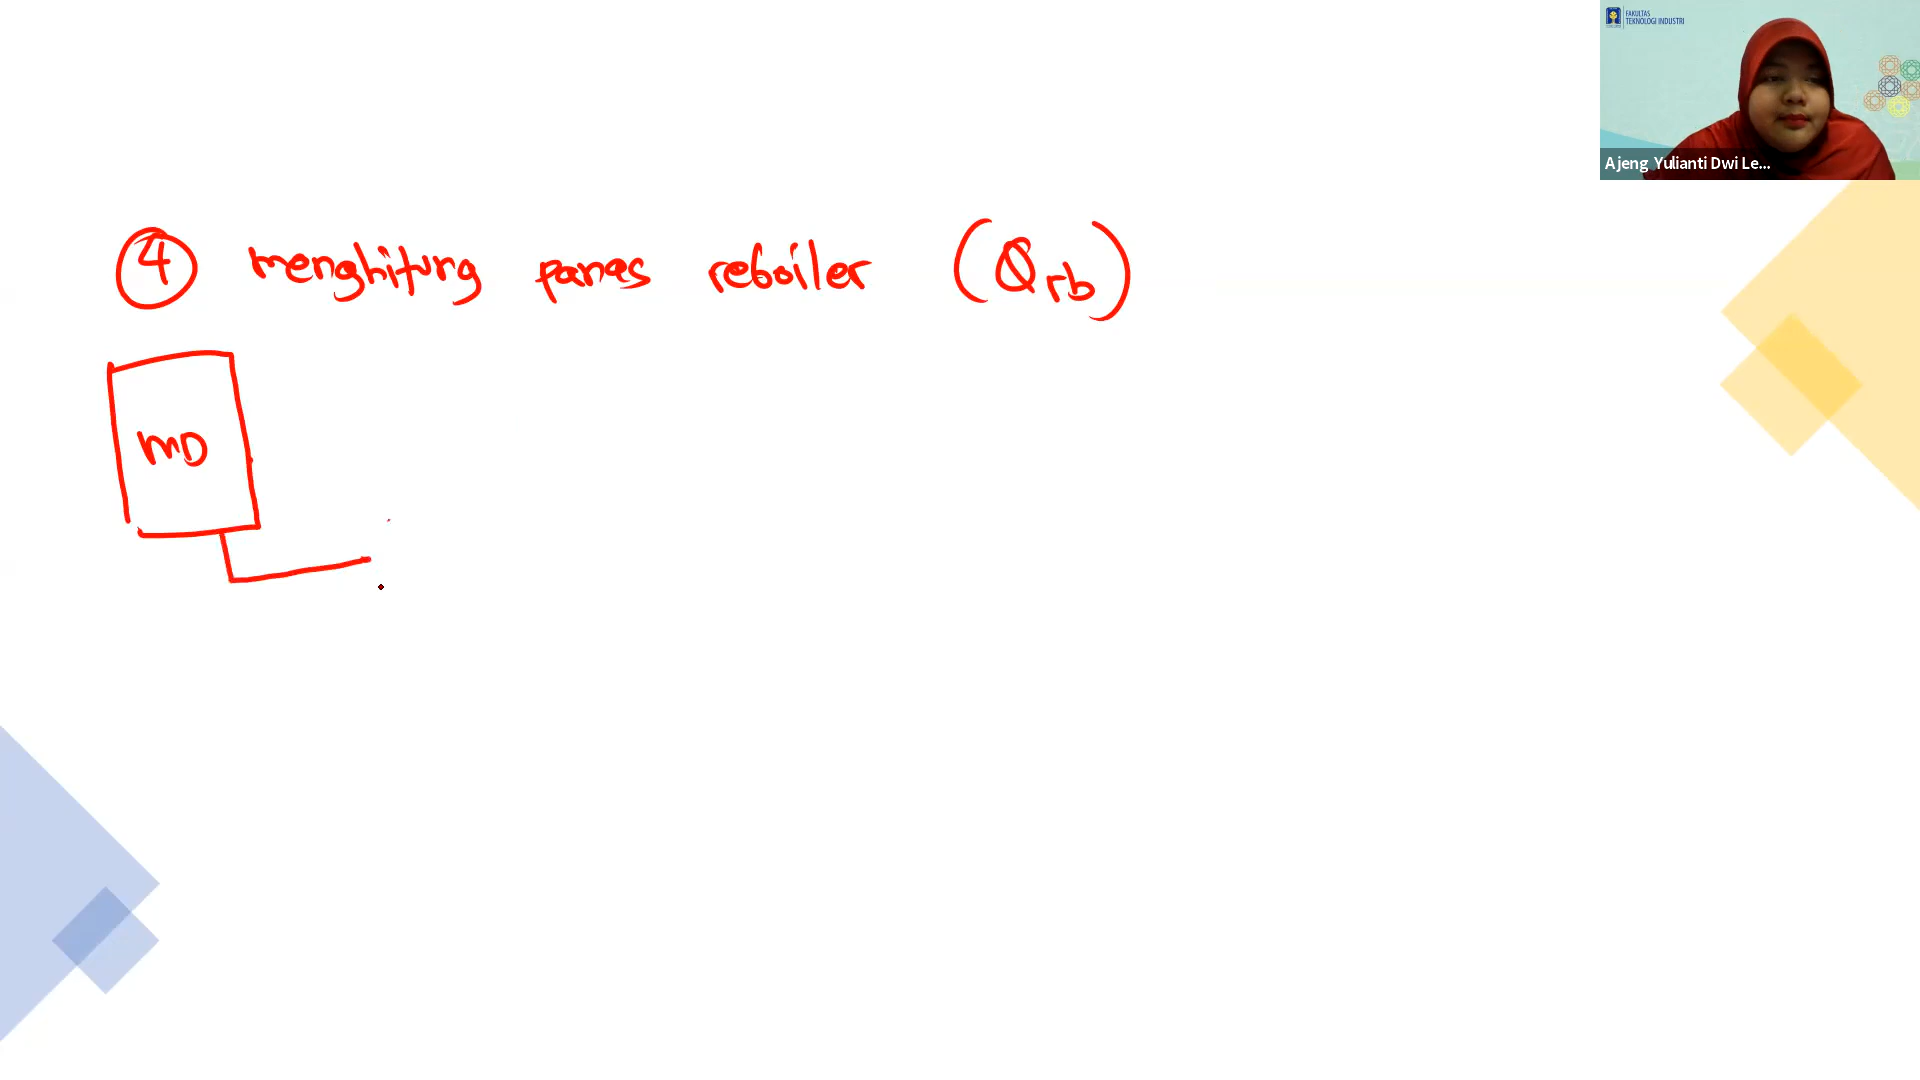 FAKULTAS
TEKNOLOGI INDUSTRI
Ajeng Yulianti Dwi Le...
4 menghitung panas reboiler (Qrb)
MD